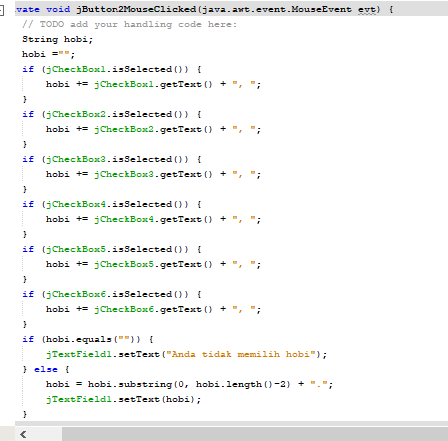 vate void jButton2MouseClicked(java.awt.event.MouseEvent evt) {
// TODO add your handling code here:
String hobi;
hobi ="";
if (jCheckBox1.isSelected()) {
hobi += jCheckBox1.getText() + ", ";
}
if (jCheckBox2.isSelected()) {
hobi += jCheckBox2.getText() + ", ";
}
if (jCheckBox3.isSelected()) {
hobi += jCheckBox3.getText() + ", ";
}
if (jCheckBox4.isSelected()) {
hobi += jCheckBox4.getText() + ", ";
}
if (jCheckBox5.isSelected()) {
hobi += jCheckBox5.getText() + ", ";
}
if (jCheckBox6.isSelected()) {
hobi += jCheckBox6.getText() + ", ";
}
if (hobi.equals("")) {
jTextField1.setText("Anda tidak memilih hobi");
} else {
hobi = hobi.substring(0, hobi.length()-2) + ".";
jTextField1.setText(hobi);
}